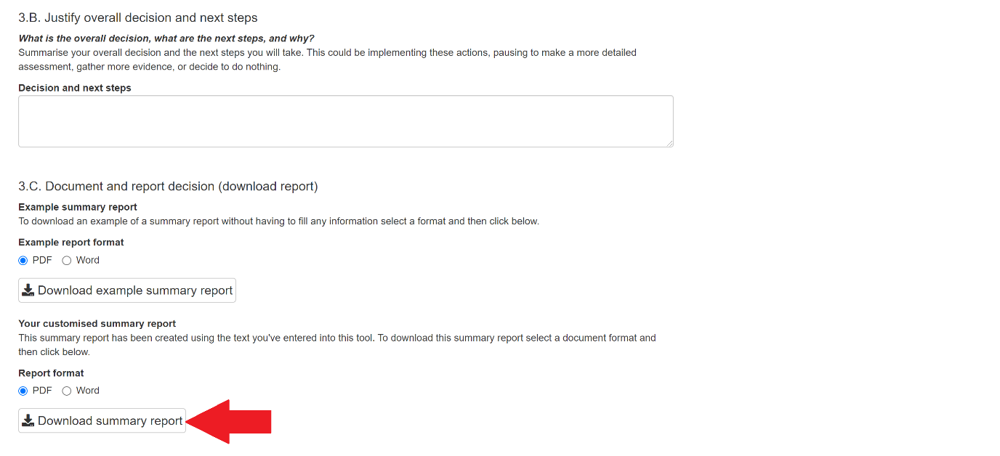 3.B. Justify overall decision and next steps
What is the overall decision, what are the next steps, and why?
Summarise your overall decision and the next steps you will take. This could be implementing these actions, pausing to make a more detailed
assessment, gather more evidence, or decide to do nothing.
Decision and next steps
3.C. Document and report decision (download report)
Example summary report
To download an example of a summary report without having to fill any information select a format and then click below.
Example report format
PDF Word
Download example summary report
Your customised summary report
This summary report has been created using the text you've entered into this tool. To download this summary report select a document format and
then click below.
Report format
PDF Word
Download summary report